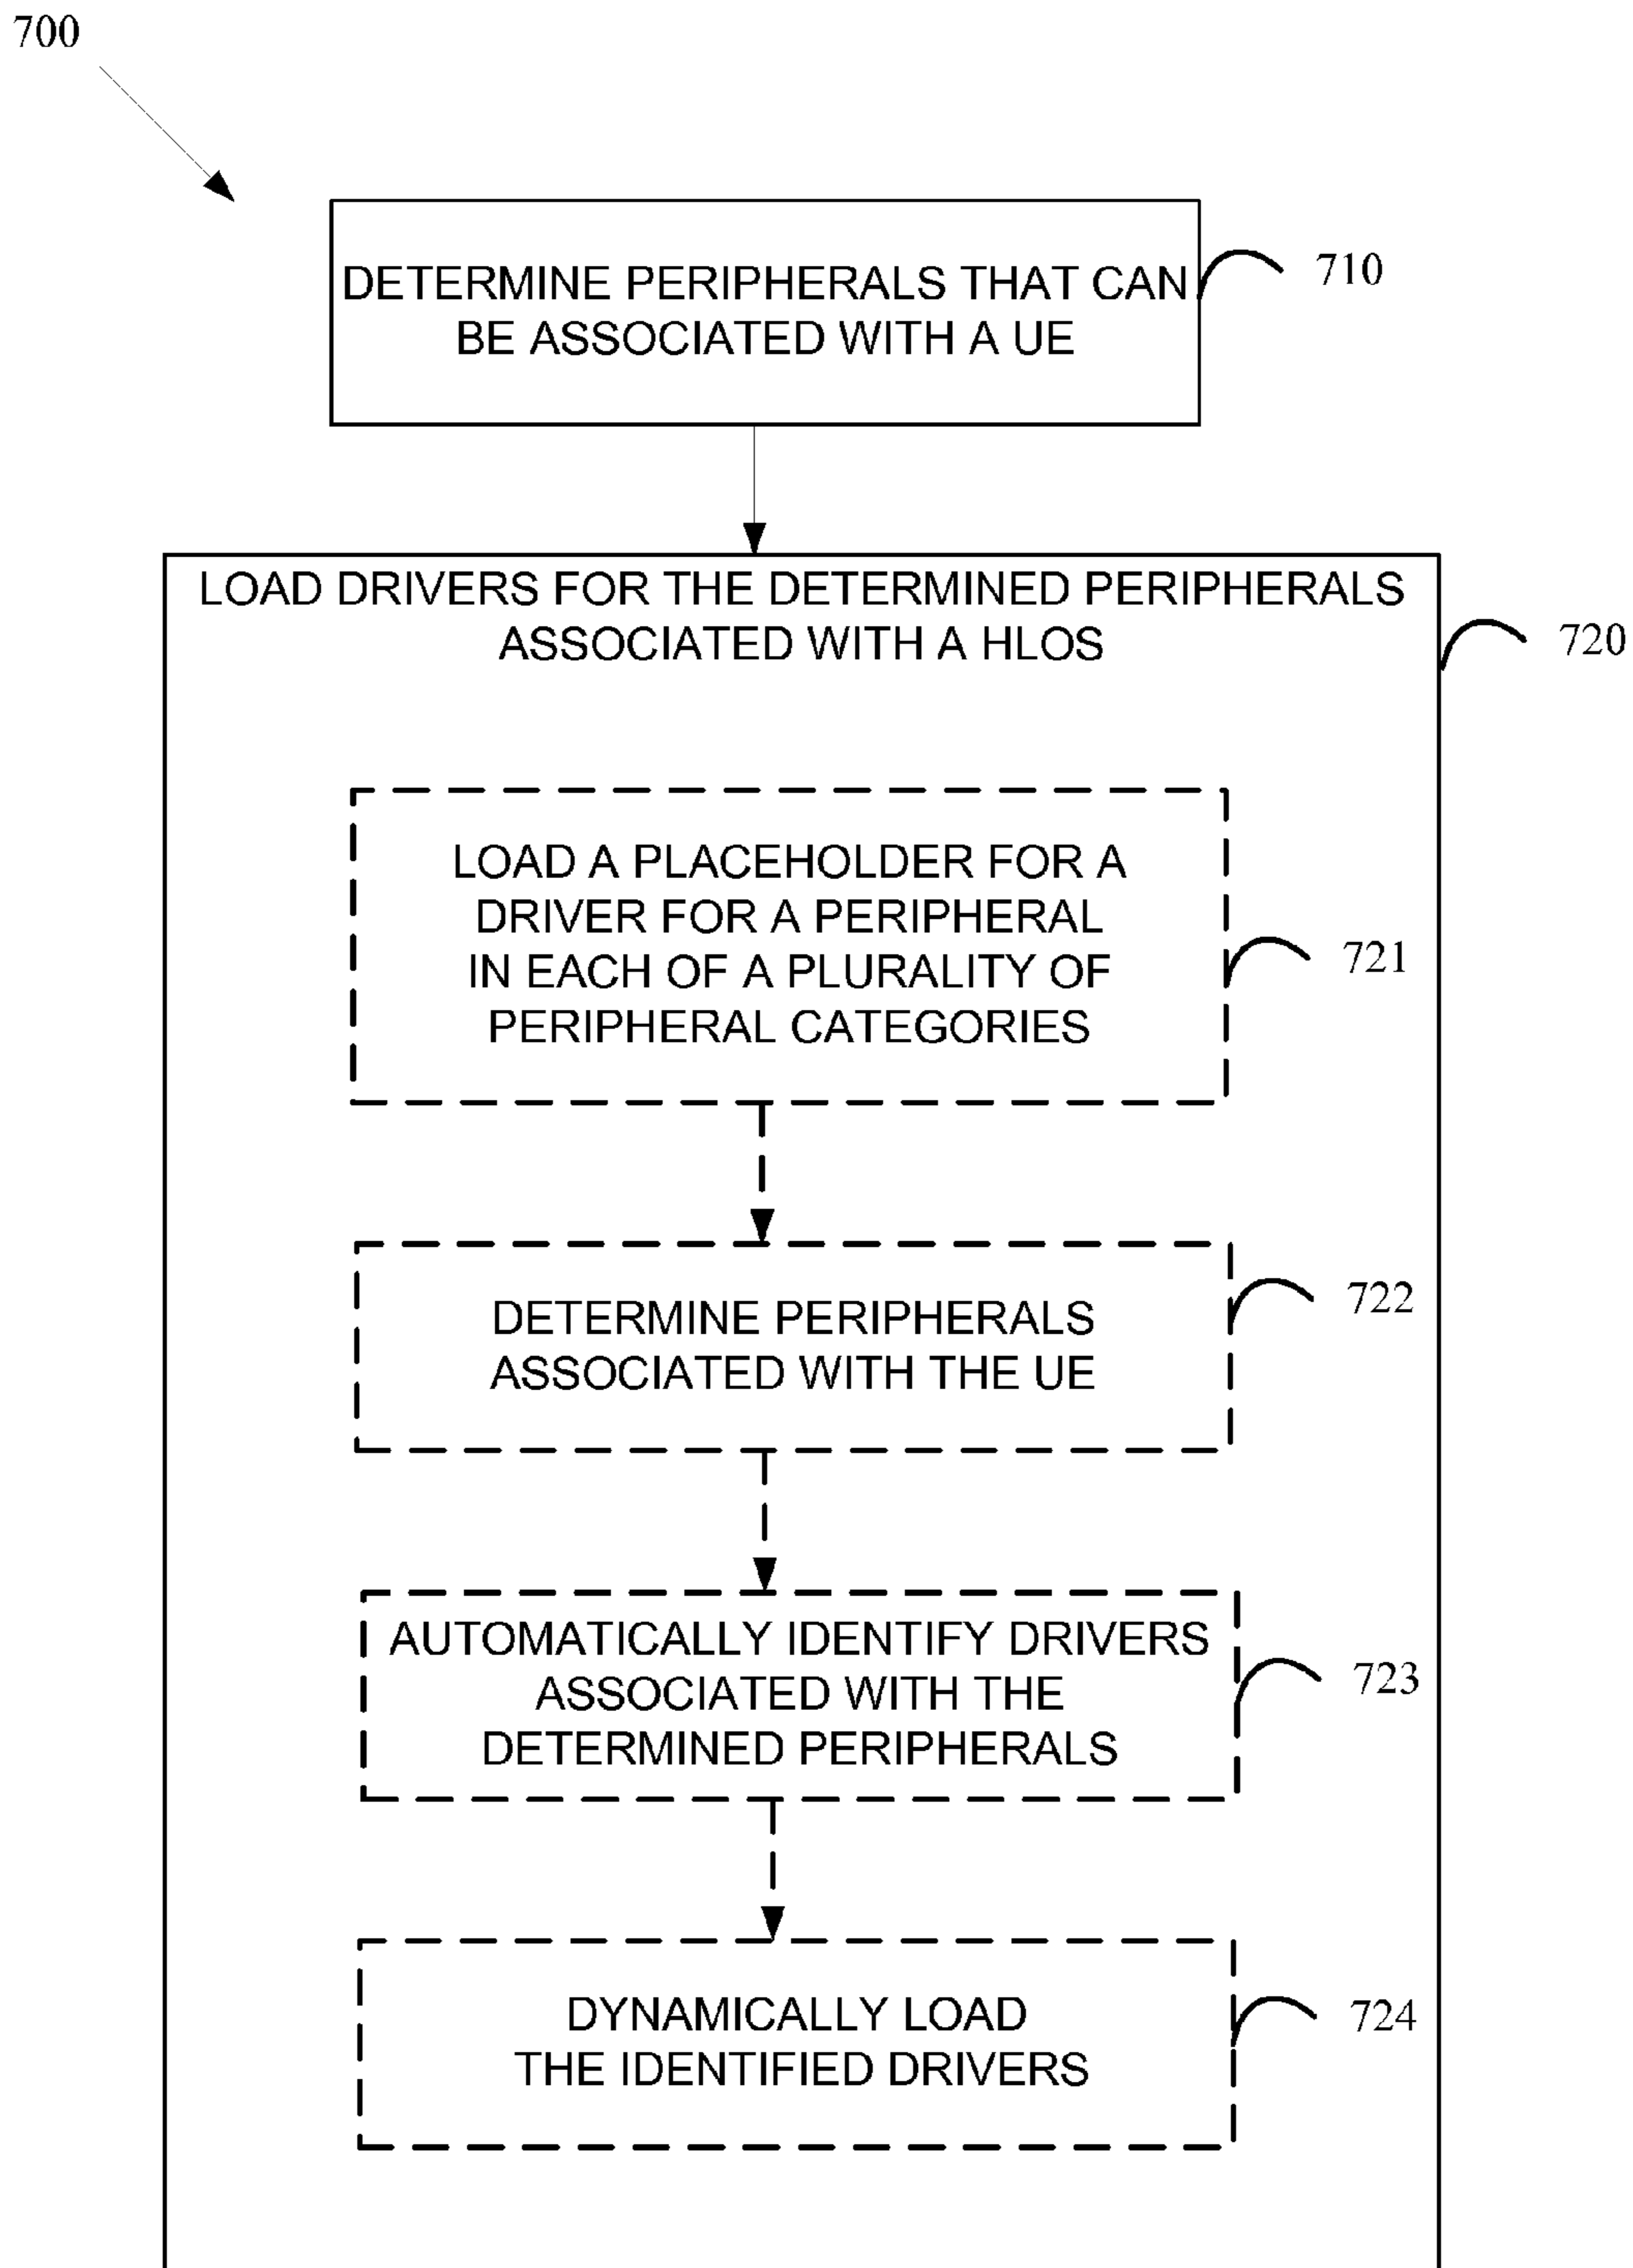 700
DETERMINE PERIPHERALS THAT CAN
BE ASSOCIATED WITH A UE
710
LOAD DRIVERS FOR THE DETERMINED PERIPHERALS
ASSOCIATED WITH A HLOS
720
LOAD A PLACEHOLDER FOR A
DRIVER FOR A PERIPHERAL
IN EACH OF A PLURALITY OF
PERIPHERAL CATEGORIES
721
DETERMINE PERIPHERALS
ASSOCIATED WITH THE UE
722
AUTOMATICALLY IDENTIFY DRIVERS
ASSOCIATED WITH THE
DETERMINED PERIPHERALS
723
DYNAMICALLY LOAD
THE IDENTIFIED DRIVERS
724